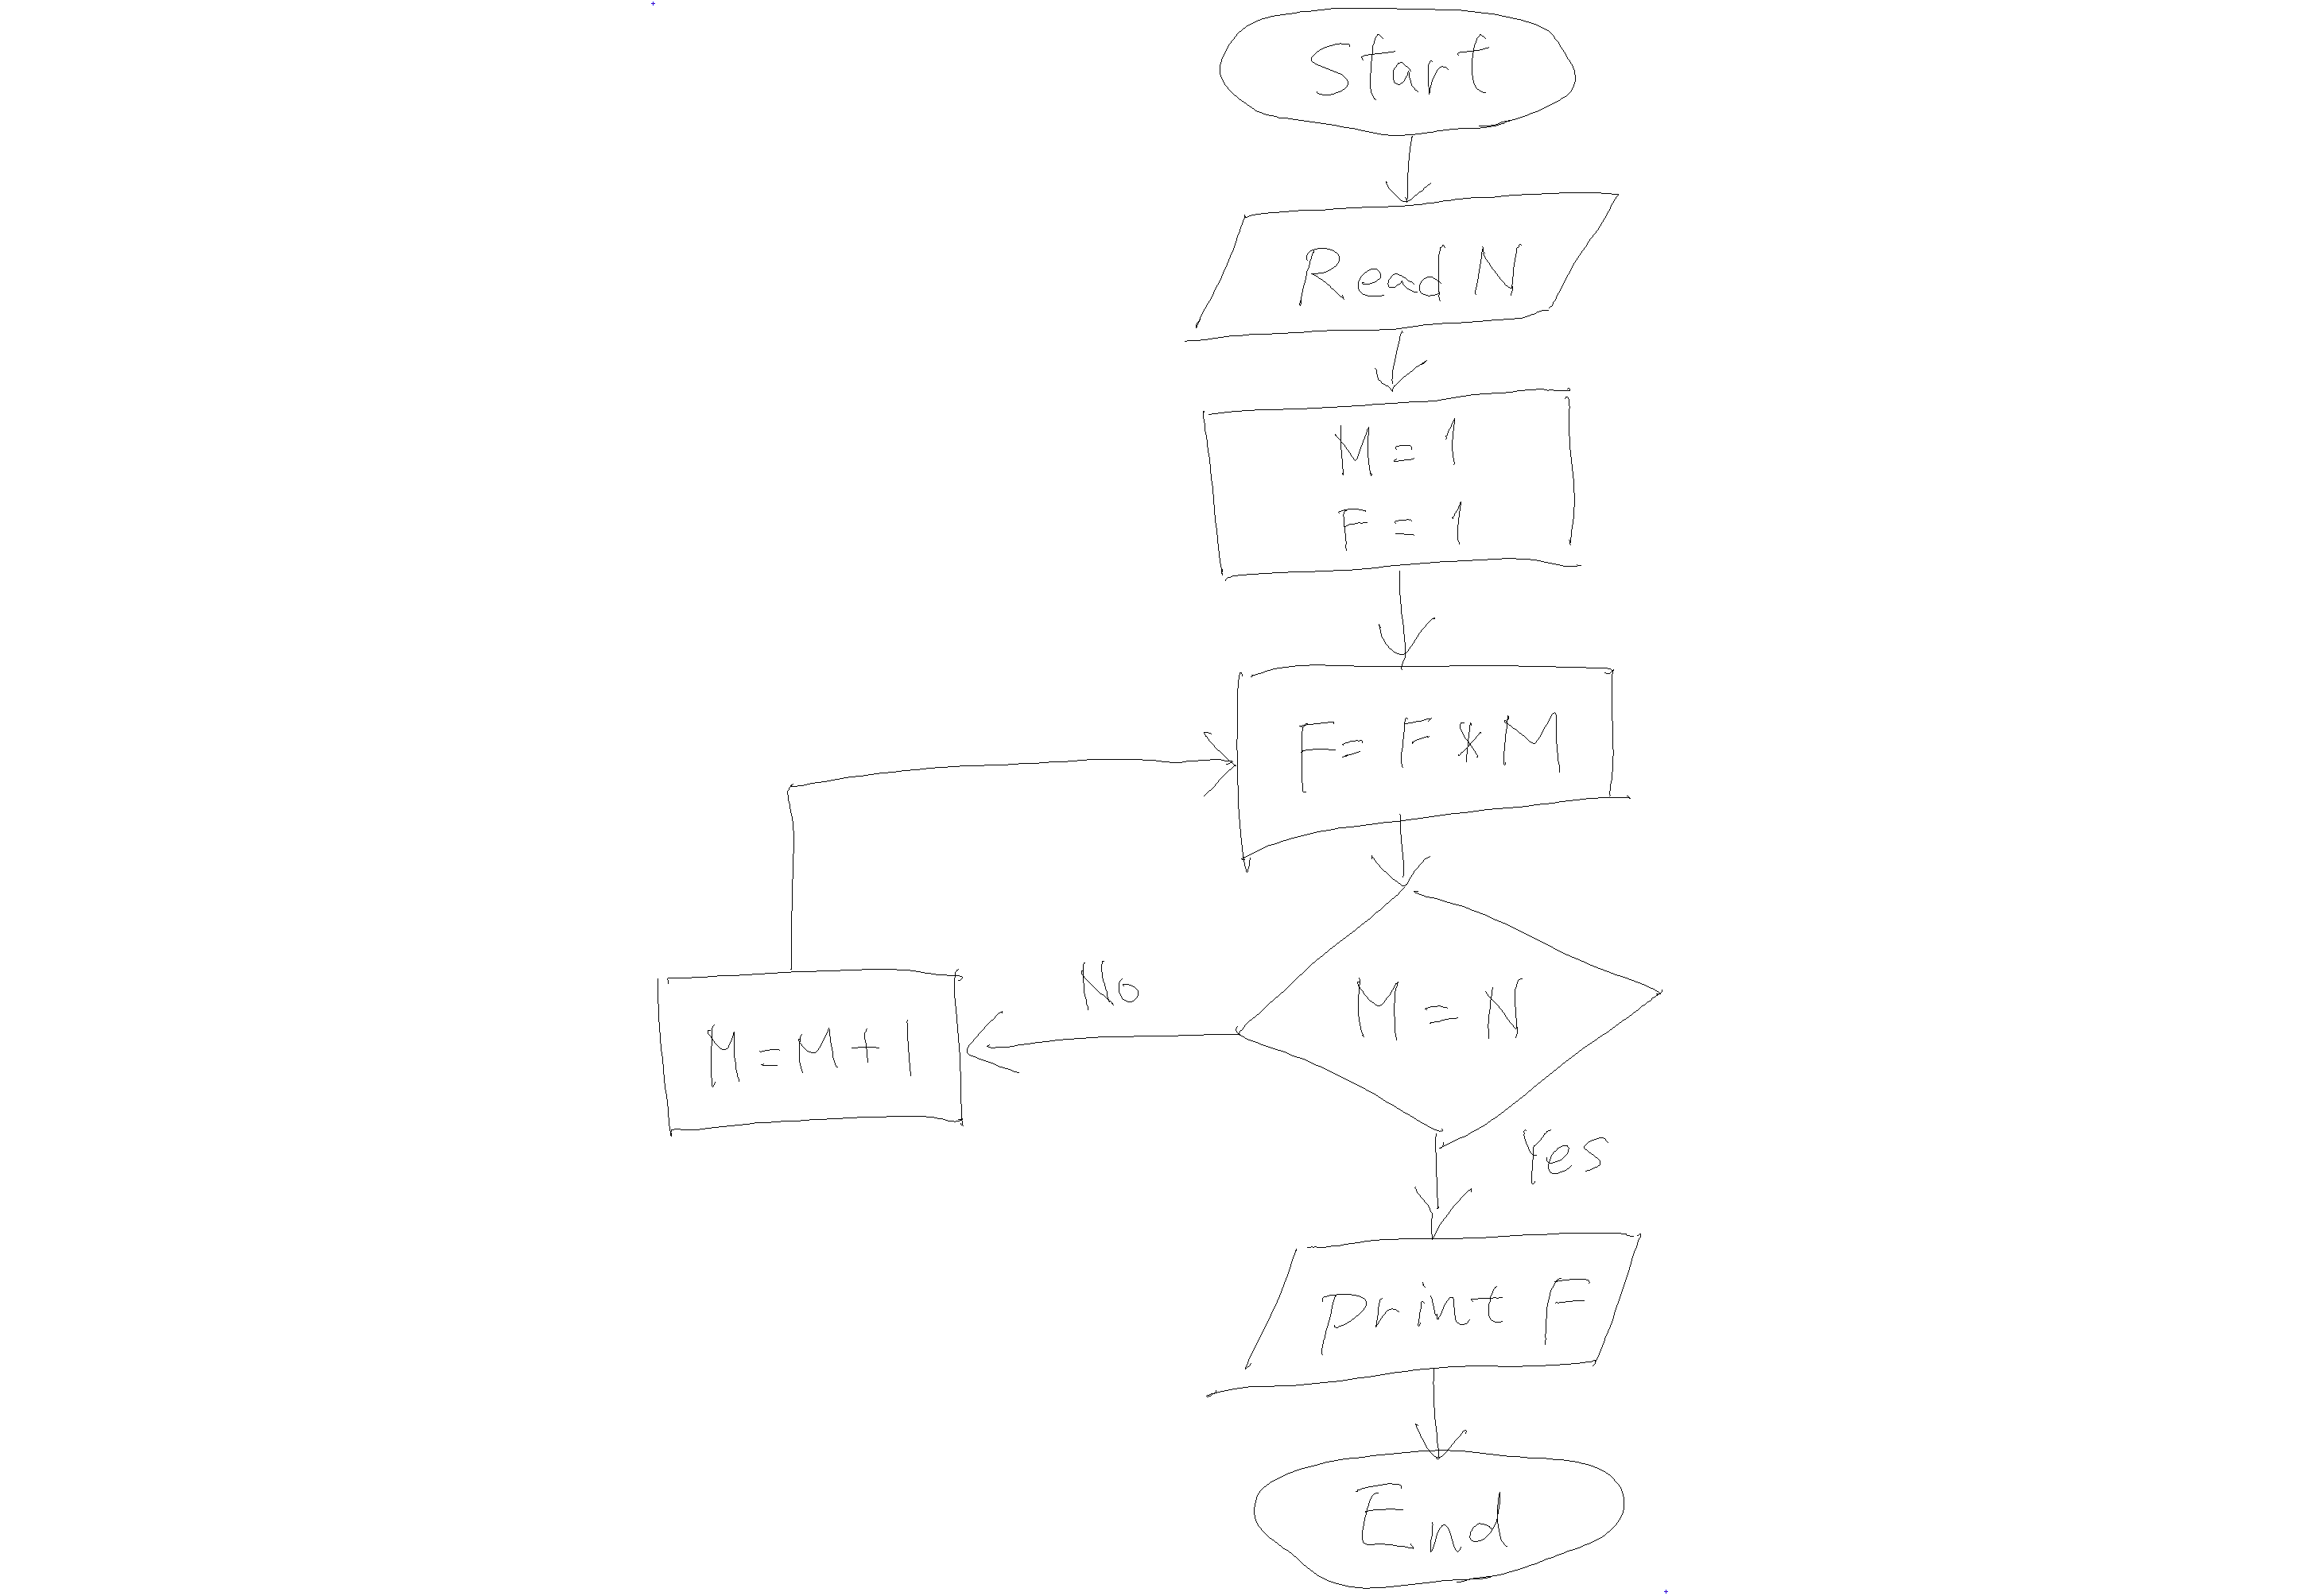 Start
Read N
M = 1
F = 1
F = F * M
M = N
No
M = M + 1
Yes
print F
End